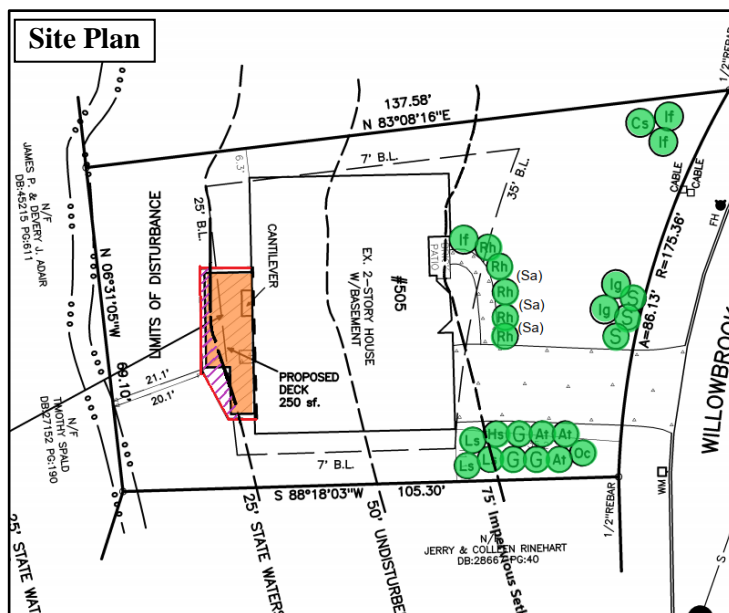 Site Plan
137.58'
N 83°08'16"E
1/2"REBAR
7' B.L.
6.3'
35' B.L.
25' B.L.
JAMES P. & DEVERY J. ADAIR
N/F
DB:45215 PG:611
N 06°31'05"W
69.10'
LIMITS OF DISTURBANCE
CANTILEVER
EX. 2-STORY HOUSE
W/BASEMENT
#505
PATIO
Cs
If
If
CABLE
CABLE
FH
If
Rh
Rh
(Sa)
Rh
(Sa)
Rh
(Sa)
Rh
Ig
S
Ig
S
S
A=86.13'
R=175.36'
WILLOWBROOK
PROPOSED
DECK
250 sf.
21.1'
20.1'
N/F
TIMOTHY SPALD
DB:27152 PG:190
Ls
Hs
G
At
At
Ls
Ls
G
G
At
Oc
7' B.L.
S 88°18'03"W
105.30'
WM
1/2"REBAR
25' STATE WAT
25' STATE WATERS
50' UNDISTURBE
75' Impervious Set
N/
JERRY & COLLEEN RINEHART
DB:28667 PG:40
S